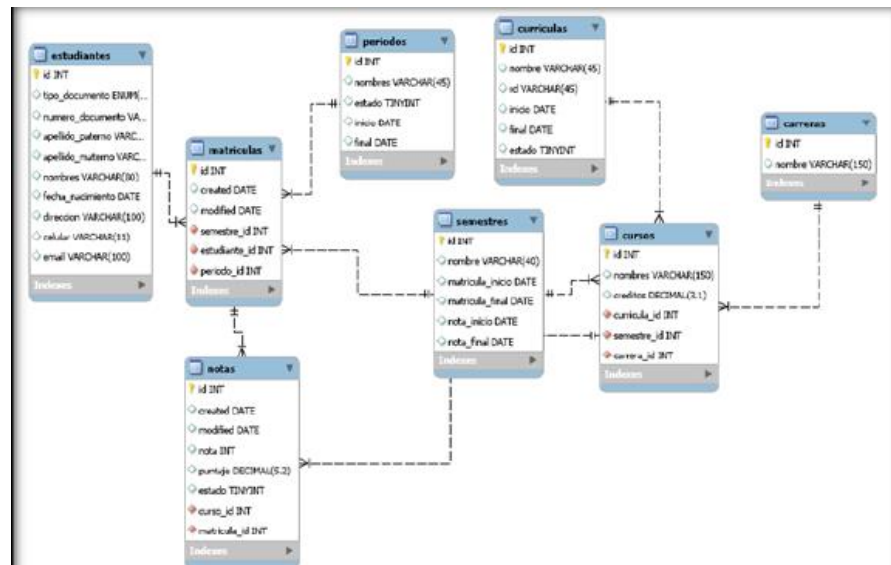 estudiantes
id INT
tipo_documento ENUM(...
numero_documento VA...
apellido_paterno VARC...
apellido_materno VARC...
nombres VARCHAR(80)
fecha_nacimiento DATE
direccion VARCHAR(100)
celular VARCHAR(11)
email VARCHAR(100)
Indexes
matriculas
id INT
created DATE
modified DATE
semestre_id INT
estudiante_id INT
periodo_id INT
Indexes
notas
id INT
created DATE
modified DATE
nota INT
puntaje DECIMAL(5.2)
estado TINYINT
curso_id INT
matricula_id INT
Indexes
periodos
id INT
nombres VARCHAR(45)
estado TINYINT
inicio DATE
final DATE
Indexes
curriculas
id INT
nombre VARCHAR(45)
rd VARCHAR(45)
inicio DATE
final DATE
estado TINYINT
Indexes
semestres
id INT
nombre VARCHAR(40)
matricula_inicio DATE
matricula_final DATE
nota_inicio DATE
nota_final DATE
Indexes
cursos
id INT
nombres VARCHAR(150)
creditos DECIMAL(3.1)
curricula_id INT
semestre_id INT
carrera_id INT
Indexes
carreras
id INT
nombre VARCHAR(150)
Indexes